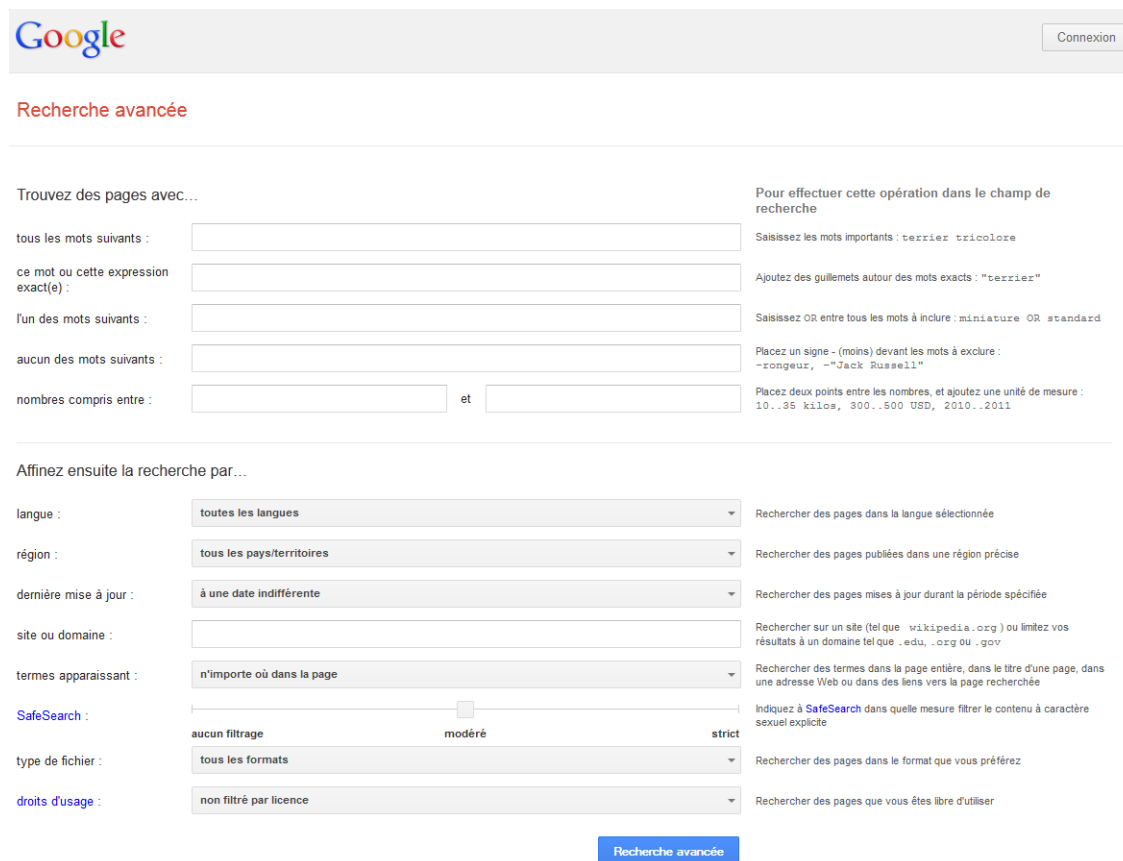 Google
Connexion
Recherche avancée
Trouvez des pages avec…
Pour effectuer cette opération dans le champ de
recherche
tous les mots suivants :
Saisissez les mots importants : terrier tricolore
ce mot ou cette expression
exact(e) :
Ajoutez des guillemets autour des mots exacts : "terrier"
l'un des mots suivants :
Saisissez OR entre tous les mots à inclure : miniature OR standard
aucun des mots suivants :
Placez un signe - (moins) devant les mots à exclure :
-rongeur, -"Jack Russell"
nombres compris entre :
et
Placez deux points entre les nombres, et ajoutez une unité de mesure :
10..35 kilos, 300..500 USD, 2010..2011
Affinez ensuite la recherche par…
langue :
toutes les langues
Rechercher des pages dans la langue sélectionnée
région :
tous les pays/territoires
Rechercher des pages publiées dans une région précise
dernière mise à jour :
à une date indifférente
Rechercher des pages mises à jour durant la période spécifiée
site ou domaine :
Rechercher sur un site (tel que wikipedia.org ) ou limitez vos
résultats à un domaine tel que .edu, .org ou .gov
termes apparaissant :
n'importe où dans la page
Rechercher des termes dans la page entière, dans le titre d'une page, dans
une adresse Web ou dans des liens vers la page recherchée
SafeSearch :
aucun filtrage
modéré
strict
Indiquez à SafeSearch dans quelle mesure filtrer le contenu à caractère
sexuel explicite
type de fichier :
tous les formats
Rechercher des pages dans le format que vous préférez
droits d'usage :
non filtré par licence
Rechercher des pages que vous êtes libre d'utiliser
Recherche avancée